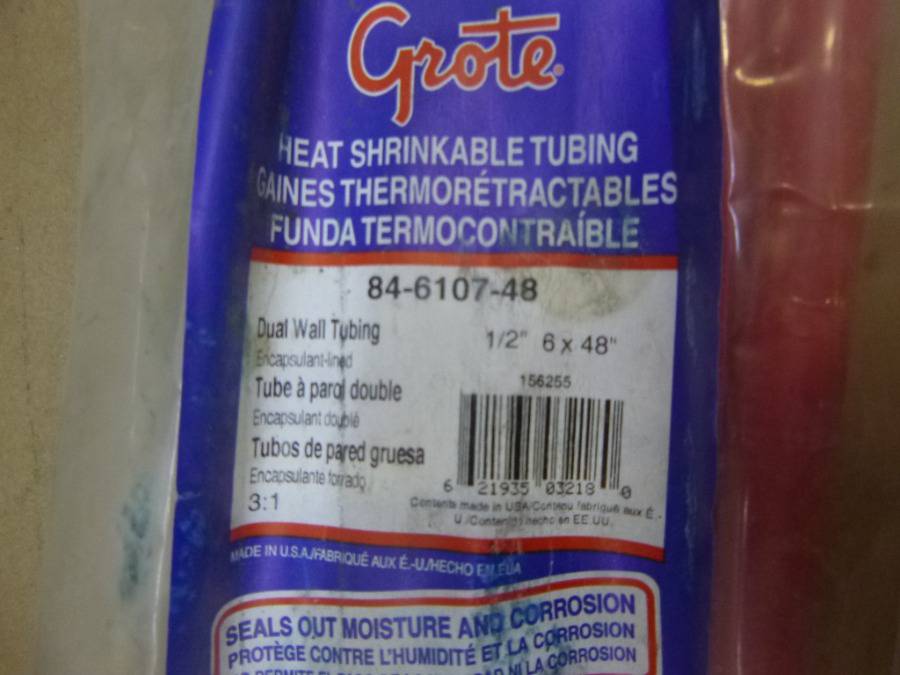 Grote
HEAT SHRINKABLE TUBING
GAINES THERMORÉTRACTABLES
FUNDA TERMOCONTRAÍBLE
84-6107-48
Dual Wall Tubing
1/2" 6 x 48"
Encapsulant-lined
156255
Tube à paroi double
Encapsulant doublé
Tubos de pared gruesa
Encapsulante forrado
6 21935 03218 0
3:1
Contents made in USA/Contenu fabriqué aux É.-
U./Contenido hecho en EE.UU.
MADE IN U.S.A./FABRIQUÉ AUX É.-U./HECHO EN EUA
SEALS OUT MOISTURE AND CORROSION
PROTÈGE CONTRE L'HUMIDITÉ ET LA CORROSION
NI LA CORROSION